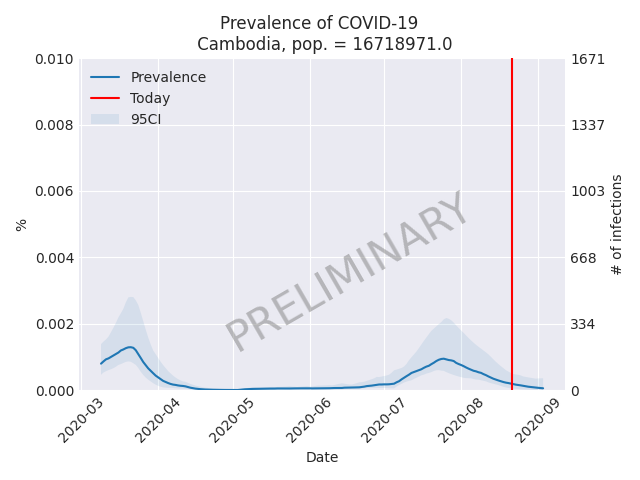 Prevalence of COVID-19
Cambodia, pop. = 16718971.0
0.010
0.008
0.006
0.004
0.002
0.000
%
Prevalence
Today
95CI
PRELIMINARY
1671
1337
1003
668
334
0
# of infections
2020-03
2020-04
2020-05
2020-06
2020-07
2020-08
2020-09
Date